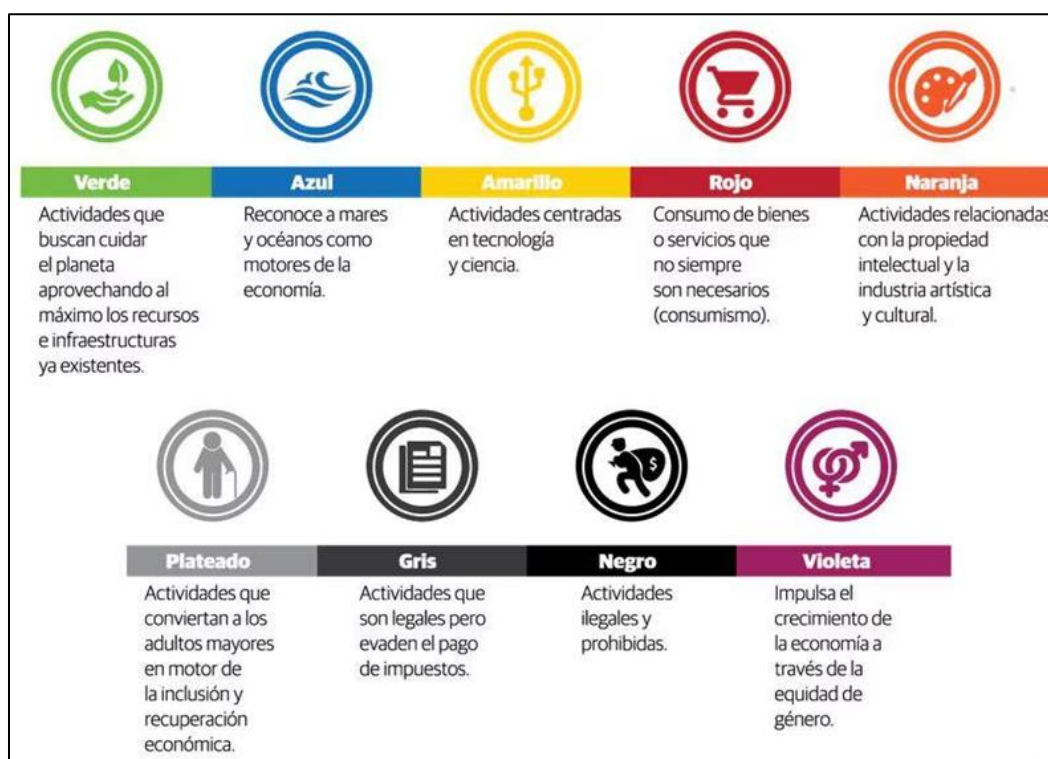 Verde
Actividades que
buscan cuidar
el planeta
aprovechando al
máximo los recursos
e infraestructuras
ya existentes.
Azul
Reconoce a mares
y océanos como
motores de la
economía.
Amarillo
Actividades centradas
en tecnología
y ciencia.
Rojo
Consumo de bienes
o servicios que
no siempre
son necesarios
(consumismo).
Naranja
Actividades relacionadas
con la propiedad
intelectual y la
industria artística
y cultural.
Plateado
Actividades que
conviertan a los
adultos mayores
en motor de
la inclusión y
recuperación
económica.
Gris
Actividades que
son legales pero
evaden el pago
de impuestos.
Negro
$
Actividades
ilegales y
prohibidas.
Violeta
Impulsa el
crecimiento de
la economía a
través de la
equidad de
género.